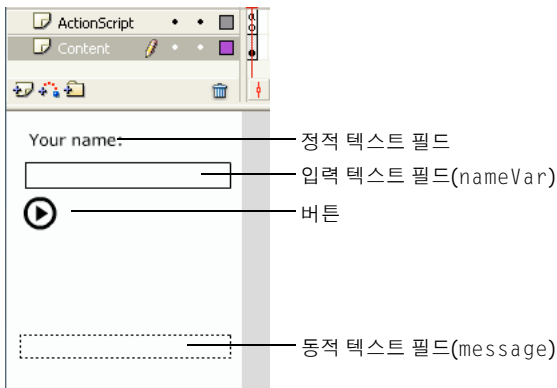 ActionScript
Content
Your name:
정적 텍스트 필드
입력 텍스트 필드(nameVar)
버튼
동적 텍스트 필드(message)